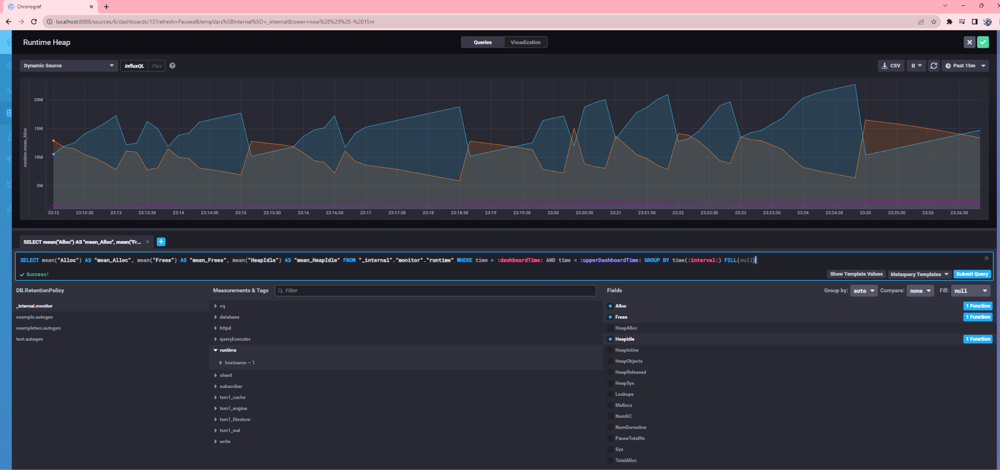 Chronograf
localhost:8888/sources/6/dashboards/13?refresh=Paused&tempVars%5BInternal%5D=_internal&lower=now%28%29%20-%2015m
Runtime Heap
Queries Visualization
Dynamic Source InfluxQL Flux ? CSV Past 15m
runtime.mean_Alloc
20M
15M
10M
5M
23:12 23:12:30 23:13 23:13:30 23:14 23:14:30 23:15 23:15:30 23:16 23:16:30 23:17 23:17:30 23:18 23:18:30 23:19 23:19:30 23:20 23:20:30 23:21 23:21:30 23:22 23:22:30 23:23 23:23:30 23:24 23:24:30 23:25 23:25:30 23:26 23:26:30
SELECT mean("Alloc") AS "mean_Alloc", mean("Fr...
SELECT mean("Alloc") AS "mean_Alloc", mean("Frees") AS "mean_Frees", mean("HeapIdle") AS "mean_HeapIdle" FROM "_internal"."monitor"."runtime" WHERE time > :dashboardTime: AND time < :upperDashboardTime: GROUP BY time(:interval:) FILL(null)
Success! Show Template Values Metaquery Templates Submit Query
DB.RetentionPolicy Measurements & Tags Filter Fields Group by: auto Compare: none Fill: null
_internal.monitor
example.autogen
exampletwo.autogen
test.autogen
cq
database
httpd
queryExecutor
runtime
hostname — 1
shard
subscriber
tsm1_cache
tsm1_engine
tsm1_filestore
tsm1_wal
write
Alloc 1 Function
Frees 1 Function
HeapAlloc
HeapIdle 1 Function
HeapInUse
HeapObjects
HeapReleased
HeapSys
Lookups
Mallocs
NumGC
NumGoroutine
PauseTotalNs
Sys
TotalAlloc